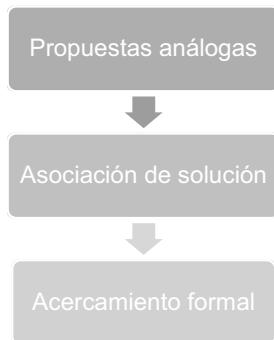 Propuestas análogas
Asociación de solución
Acercamiento formal